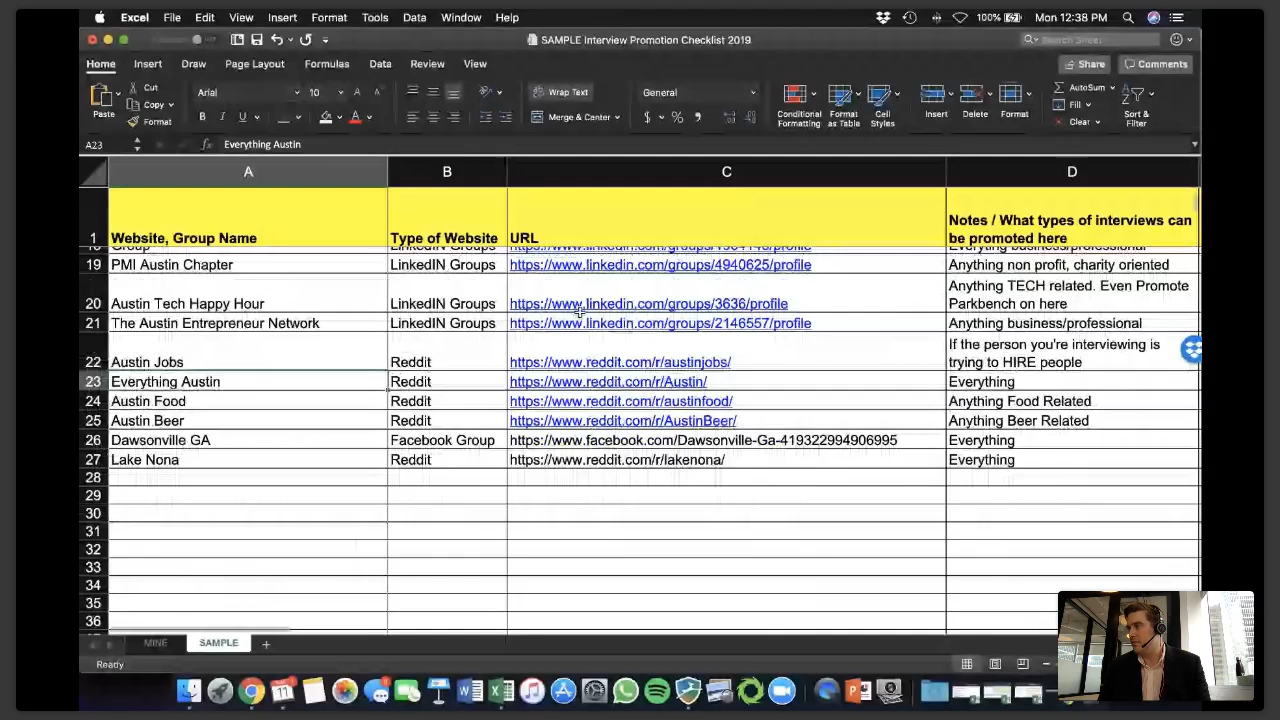 Excel File Edit View Insert Format Tools Data Window Help 100% Mon 12:38 PM
SAMPLE Interview Promotion Checklist 2019 Search Sheet
Home Insert Draw Page Layout Formulas Data Review View Share Comments
Paste Cut Copy Format Arial 10 Wrap Text General Conditional Formatting Format as Table Cell Styles Insert Delete Format AutoSum Fill Clear Sort & Filter
B I U Merge & Center $ %
A23 fx Everything Austin
A B C D
1 Website, Group Name Type of Website URL Notes / What types of interviews can
be promoted here
Group LinkedIN Groups Everything business/professional
19 PMI Austin Chapter LinkedIN Groups https://www.linkedin.com/groups/4940625/profile Anything non profit, charity oriented
20 Austin Tech Happy Hour LinkedIN Groups https://www.linkedin.com/groups/3636/profile Anything TECH related. Even Promote
Parkbench on here
21 The Austin Entrepreneur Network LinkedIN Groups https://www.linkedin.com/groups/2146557/profile Anything business/professional
22 Austin Jobs Reddit https://www.reddit.com/r/austinjobs/ If the person you're interviewing is
trying to HIRE people
23 Everything Austin Reddit https://www.reddit.com/r/Austin/ Everything
24 Austin Food Reddit https://www.reddit.com/r/austinfood/ Anything Food Related
25 Austin Beer Reddit https://www.reddit.com/r/AustinBeer/ Anything Beer Related
26 Dawsonville GA Facebook Group https://www.facebook.com/Dawsonville-Ga-419322994906995 Everything
27 Lake Nona Reddit https://www.reddit.com/r/lakenona/ Everything
28
29
30
31
32
33
34
35
36
MINE SAMPLE +
Ready